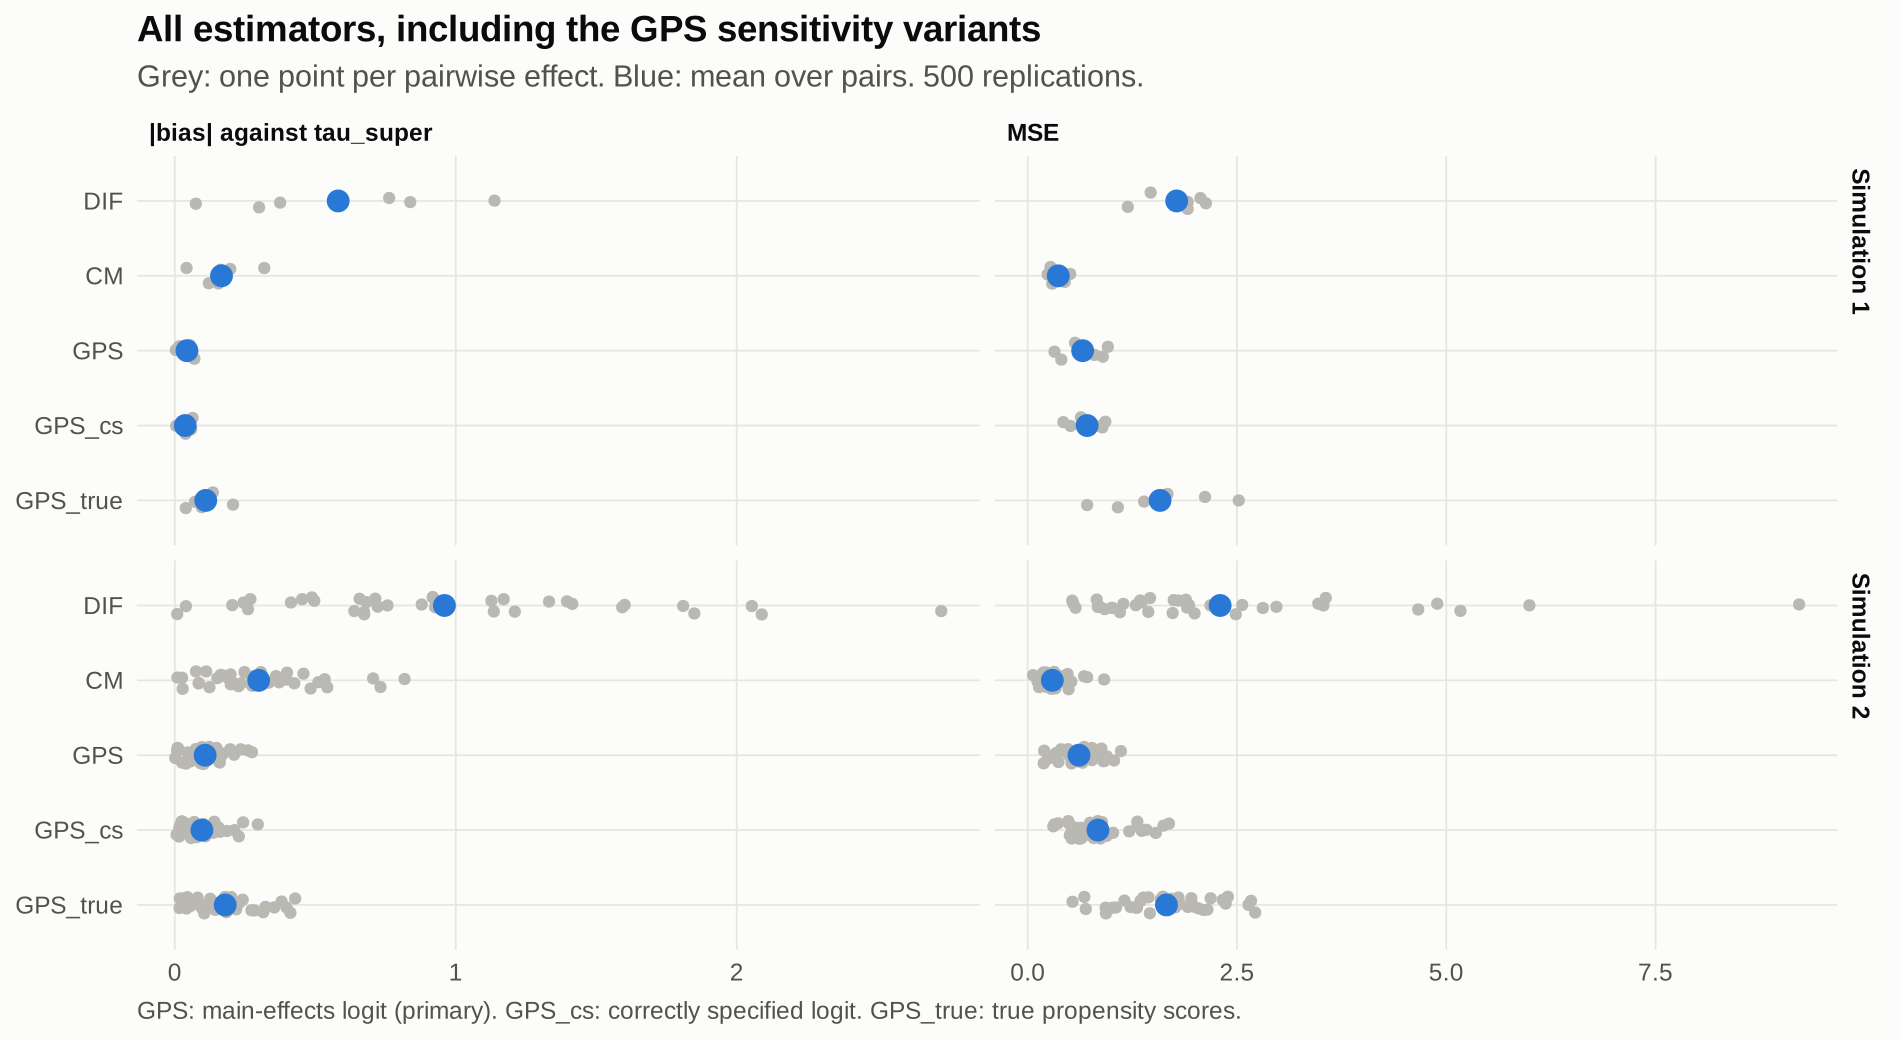 All estimators, including the GPS sensitivity variants
Grey: one point per pairwise effect. Blue: mean over pairs. 500 replications.
|bias| against tau_super
MSE
DIF
CM
GPS
GPS_cs
GPS_true
Simulation 1
DIF
CM
GPS
GPS_cs
GPS_true
Simulation 2
0 1 2
0.0 2.5 5.0 7.5
GPS: main-effects logit (primary). GPS_cs: correctly specified logit. GPS_true: true propensity scores.